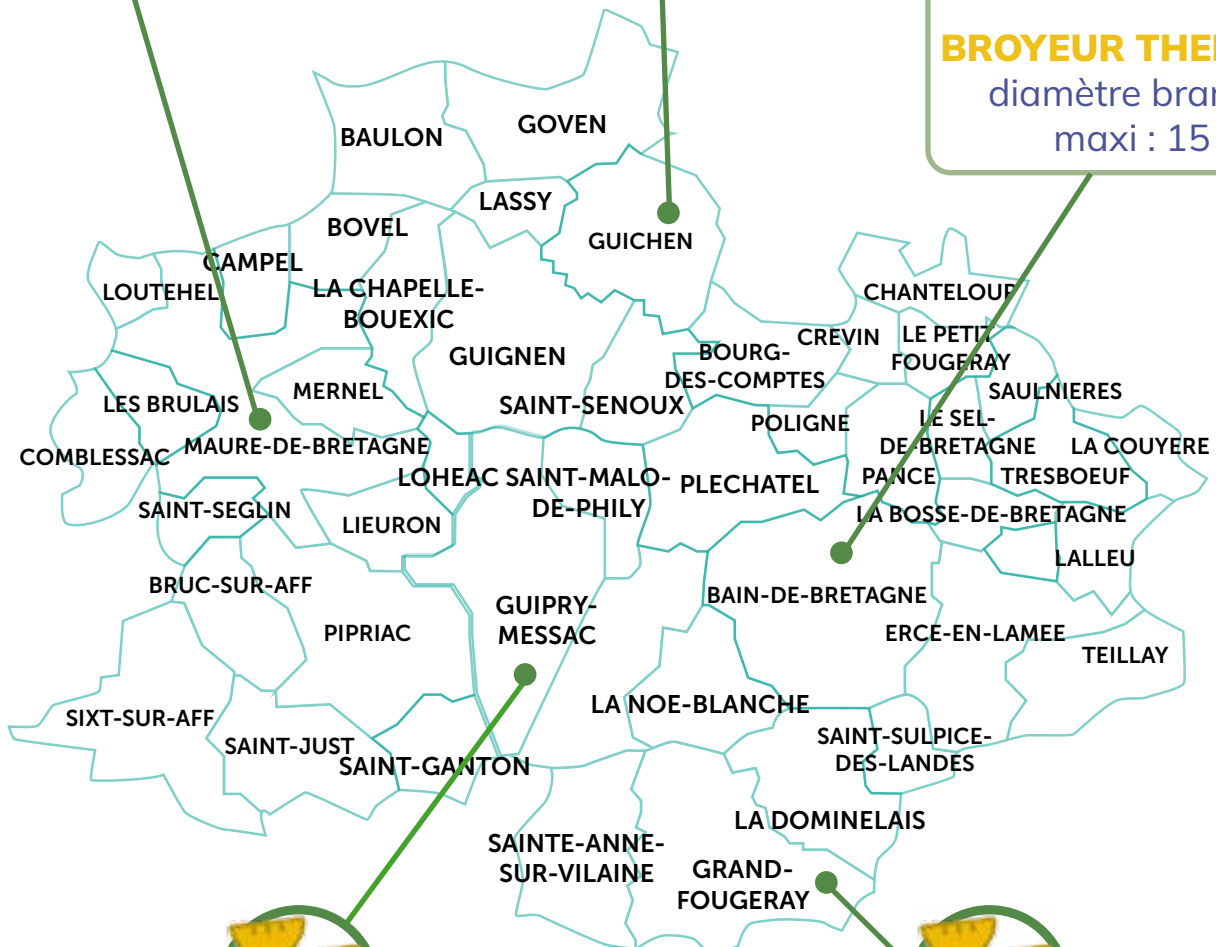 BROYEUR
diamètre
maxi : 15
GOVEN
BAULON
LASSY
BOVEL
GUICHEN
CAMPEL
LOUTEHEL
LA CHAPELLE-
BOUEXIC
CHANTELOUP
CREVIN
LE PETIT
FOUGERAY
BOURG-
DES-COMPTES
GUIGNEN
MERNEL
SAULNIERES
LES BRULAIS
SAINT-SENOUX
POLIGNE
LE SEL-
DE-BRETAGNE
MAURE-DE-BRETAGNE
LA COUYERE
COMBLESSAC
LOHEAC
SAINT-MALO-
DE-PHILY
PLECHATEL
PANCE
TRESBOEUF
SAINT-SEGLIN
LIEURON
LA BOSSE-DE-BRETAGNE
LALLEU
BRUC-SUR-AFF
BAIN-DE-BRETAGNE
GUIPRY-
MESSAC
PIPRIAC
ERCE-EN-LAMEE
TEILLAY
LA NOE-BLANCHE
SIXT-SUR-AFF
SAINT-JUST
SAINT-GANTON
SAINT-SULPICE-
DES-LANDES
LA DOMINELAIS
SAINTE-ANNE-
SUR-VILAINE
GRAND-
FOUGERAY